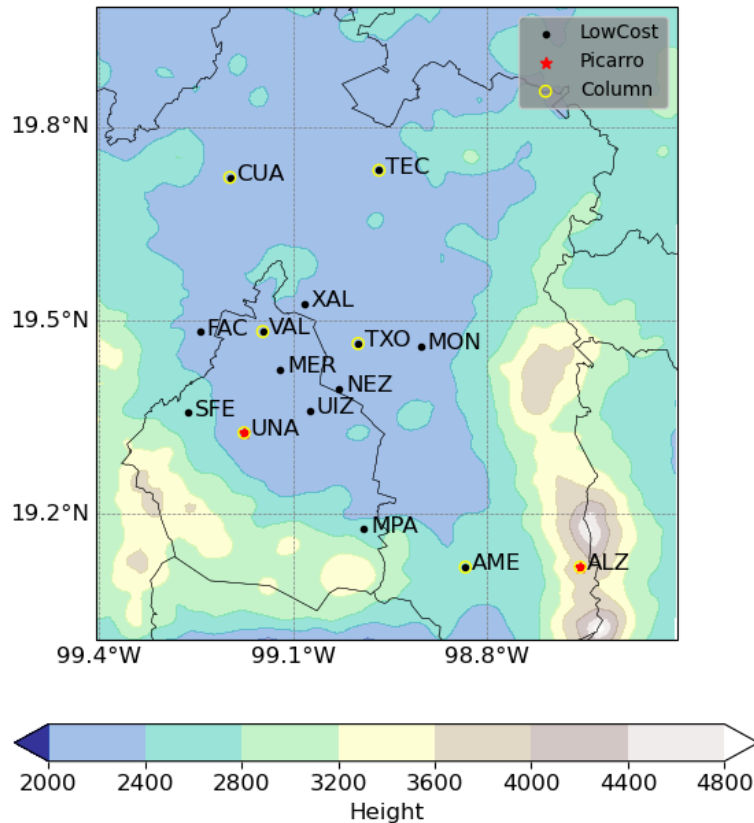 LowCost
Picarro
Column
19.8°N
CUA
TEC
XAL
19.5°N
FAC
VAL
TXO
MON
MER
NEZ
SFE
UIZ
UNA
19.2°N
MPA
AME
ALZ
99.4°W 99.1°W 98.8°W
2000 2400 2800 3200 3600 4000 4400 4800
Height